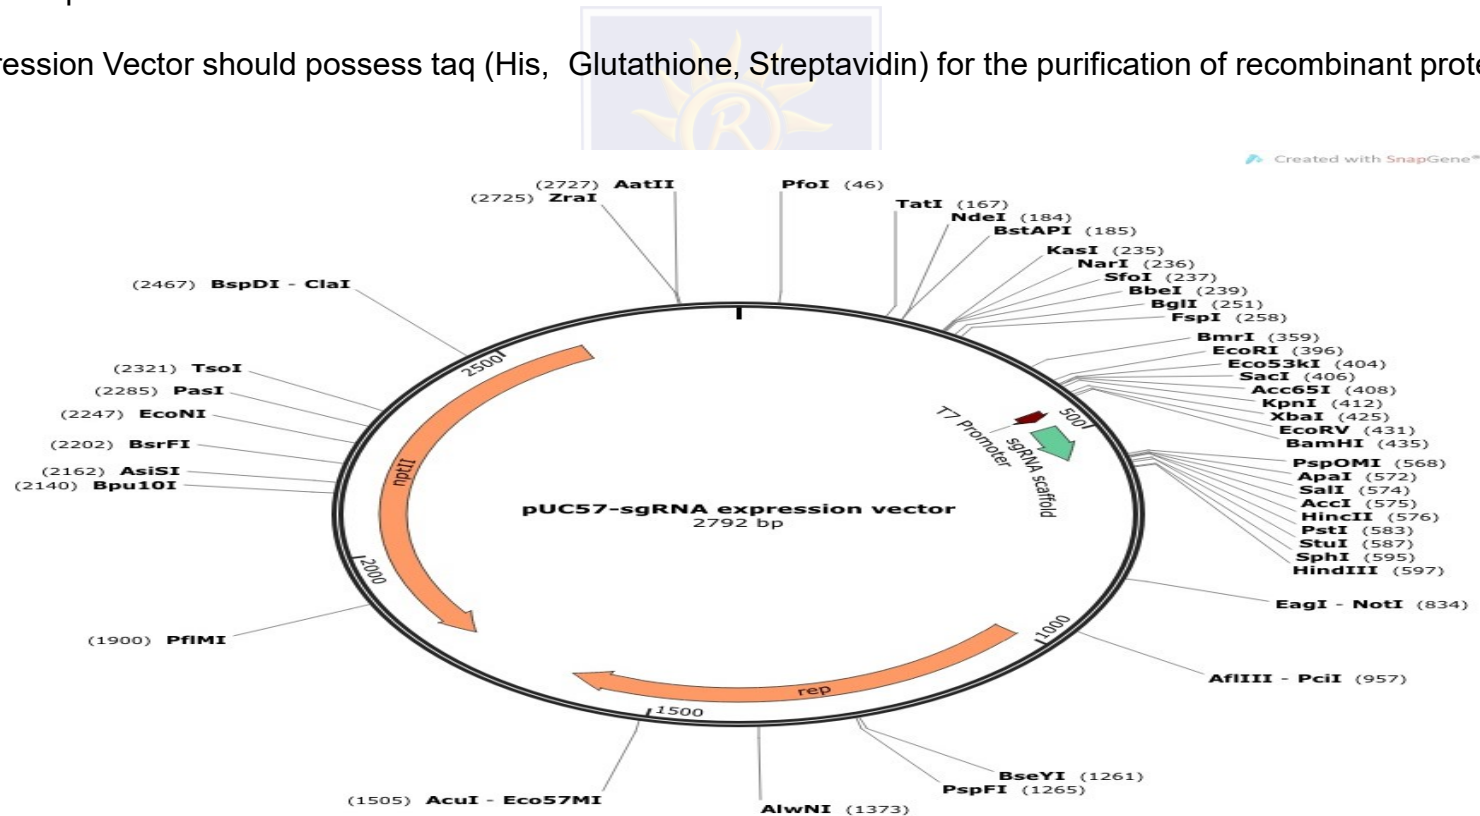 ression Vector should possess taq (His, Glutathione, Streptavidin) for the purification of recombinant prote
R
Created with SnapGene®
(2727) AatII
(2725) ZraI
PfoI (46)
TatI (167)
NdeI (184)
BstAPI (185)
KasI (235)
NarI (236)
SfoI (237)
BbeI (239)
BglI (251)
FspI (258)
BmrI (359)
EcoRI (396)
Eco53kI (404)
SacI (406)
Acc65I (408)
KpnI (412)
XbaI (425)
EcoRV (431)
BamHI (435)
PspOMI (568)
ApaI (572)
SalI (574)
AccI (575)
HincII (576)
PstI (583)
StuI (587)
SphI (595)
HindIII (597)
EagI - NotI (834)
AflIII - PciI (957)
BseYI (1261)
PspFI (1265)
AlwNI (1373)
(1505) AcuI - Eco57MI
(1900) PflMI
(2140) Bpu10I
(2162) AsiSI
(2202) BsrFI
(2247) EcoNI
(2285) PasI
(2321) TsoI
(2467) BspDI - ClaI
2500
500
1000
1500
2000
nptII
T7 Promoter
sgRNA scaffold
rep
pUC57-sgRNA expression vector
2792 bp